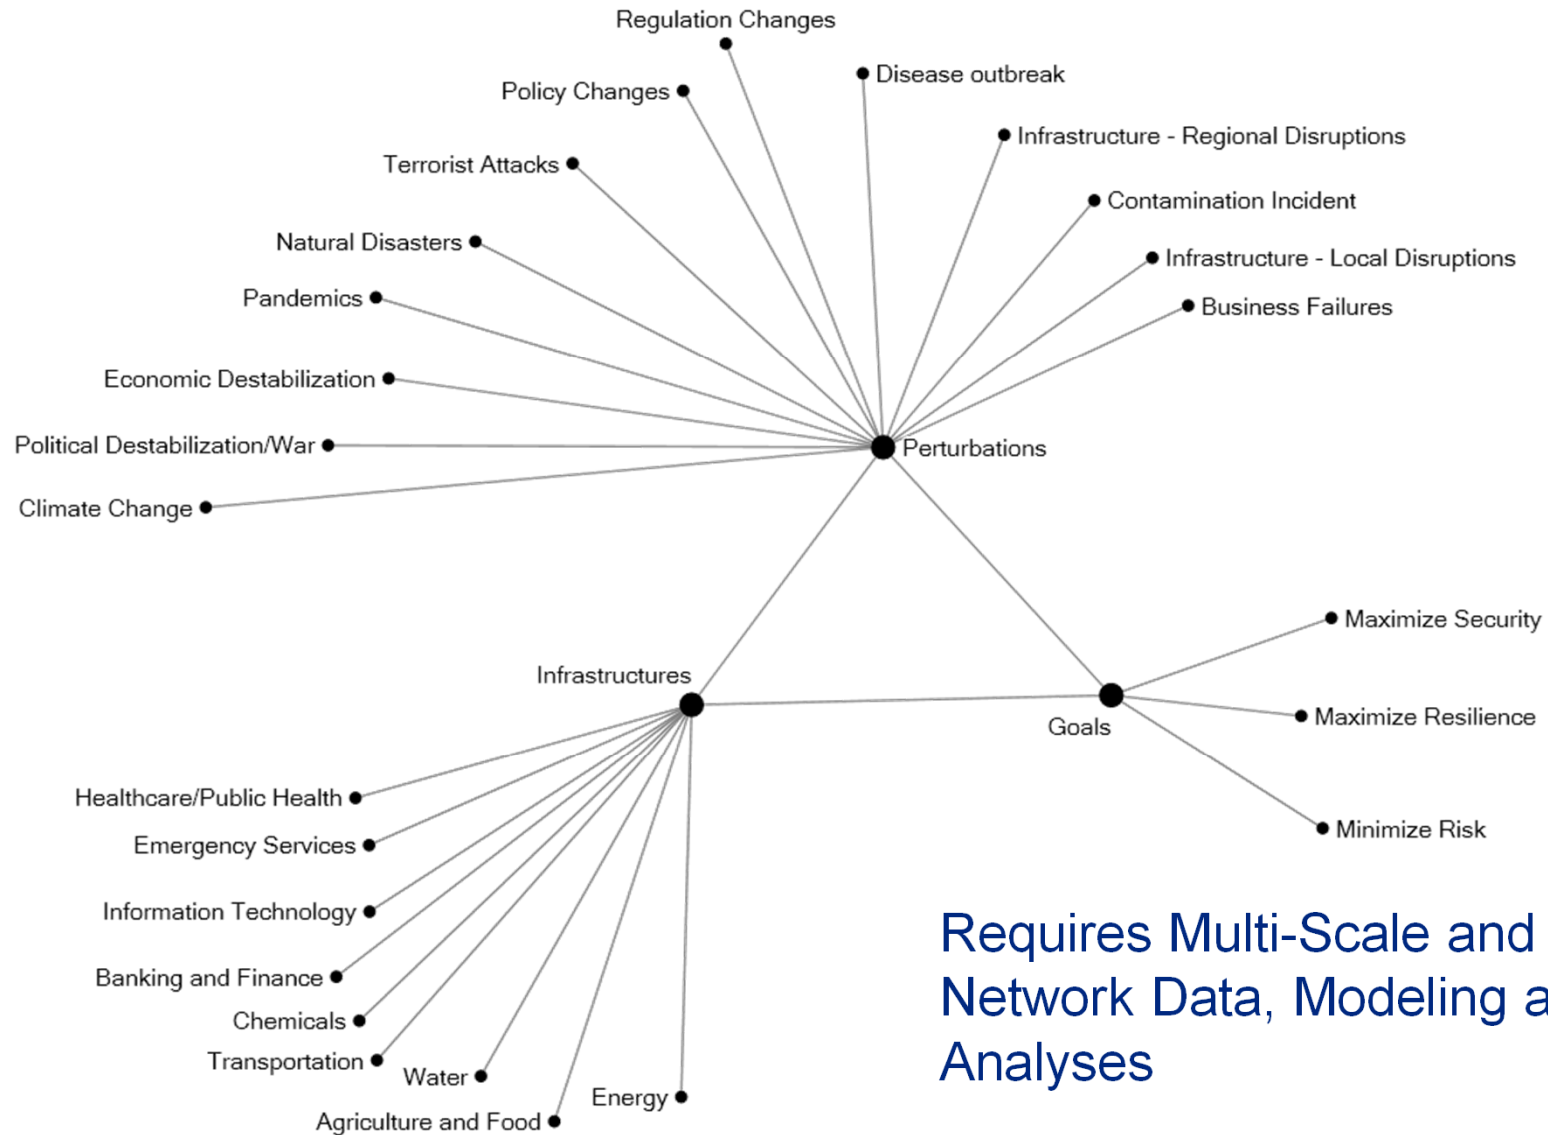 Regulation Changes
Disease outbreak
Policy Changes
Infrastructure - Regional Disruptions
Terrorist Attacks
Contamination Incident
Natural Disasters
Infrastructure - Local Disruptions
Pandemics
Business Failures
Economic Destabilization
Political Destabilization/War
Perturbations
Climate Change
Maximize Security
Infrastructures
Maximize Resilience
Goals
Healthcare/Public Health
Minimize Risk
Emergency Services
Information Technology
Banking and Finance
Chemicals
Transportation
Water
Energy
Agriculture and Food
Requires Multi-Scale and
Network Data, Modeling
Analyses